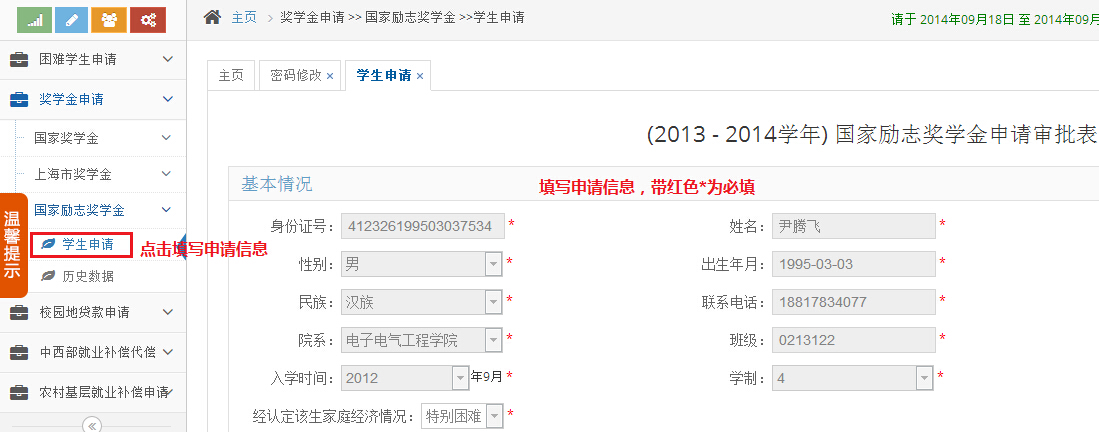 主页 > 奖学金申请 >> 国家励志奖学金 >>学生申请
请于 2014年09月18日 至 2014年09月
困难学生申请
奖学金申请
国家奖学金
上海市奖学金
国家励志奖学金
学生申请
历史数据
校园地贷款申请
中西部就业补偿代偿
农村基层就业补偿申请
温馨提示
点击填写申请信息
主页
密码修改 ×
学生申请 ×
(2013 - 2014学年) 国家励志奖学金申请审批表
基本情况
填写申请信息，带红色*为必填
身份证号: 412326199503037534 *
姓名: 尹腾飞 *
性别: 男 *
出生年月: 1995-03-03 *
民族: 汉族 *
联系电话: 18817834077 *
院系: 电子电气工程学院 *
班级: 0213122 *
入学时间: 2012 年9月 *
学制: 4 *
经认定该生家庭经济情况: 特别困难 *